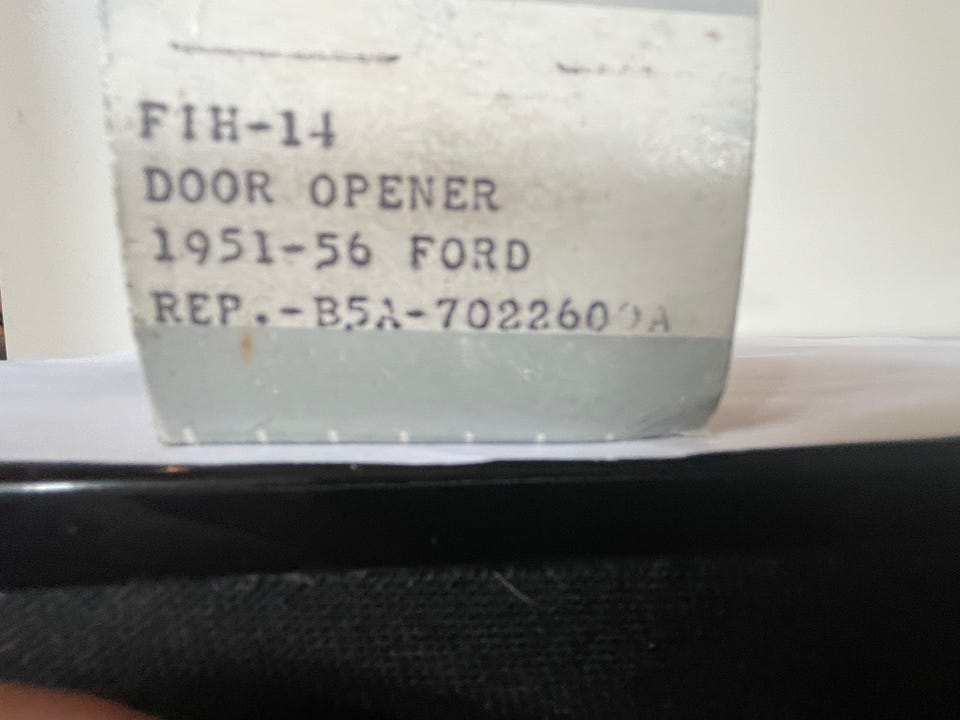 FIH-14
DOOR OPENER
1951-56 FORD
REP.-B5A-7022600A